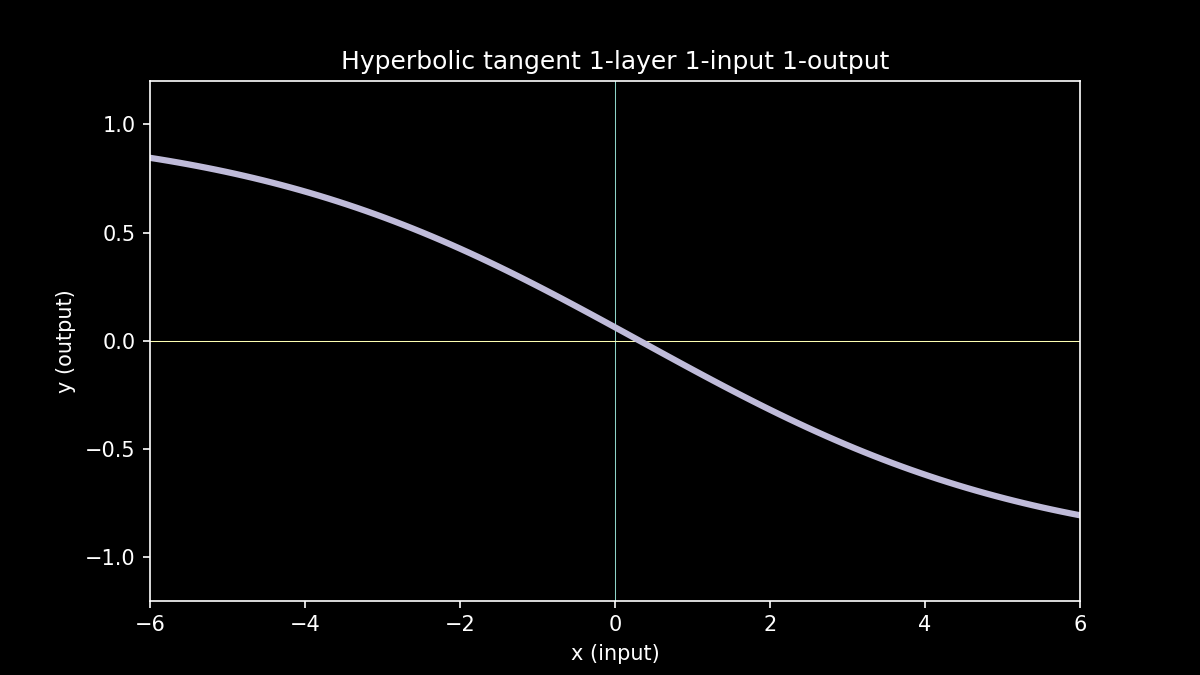 Hyperbolic tangent 1-layer 1-input 1-output
1.0
0.5
0.0
−0.5
−1.0
y (output)
−6 −4 −2 0 2 4 6
x (input)